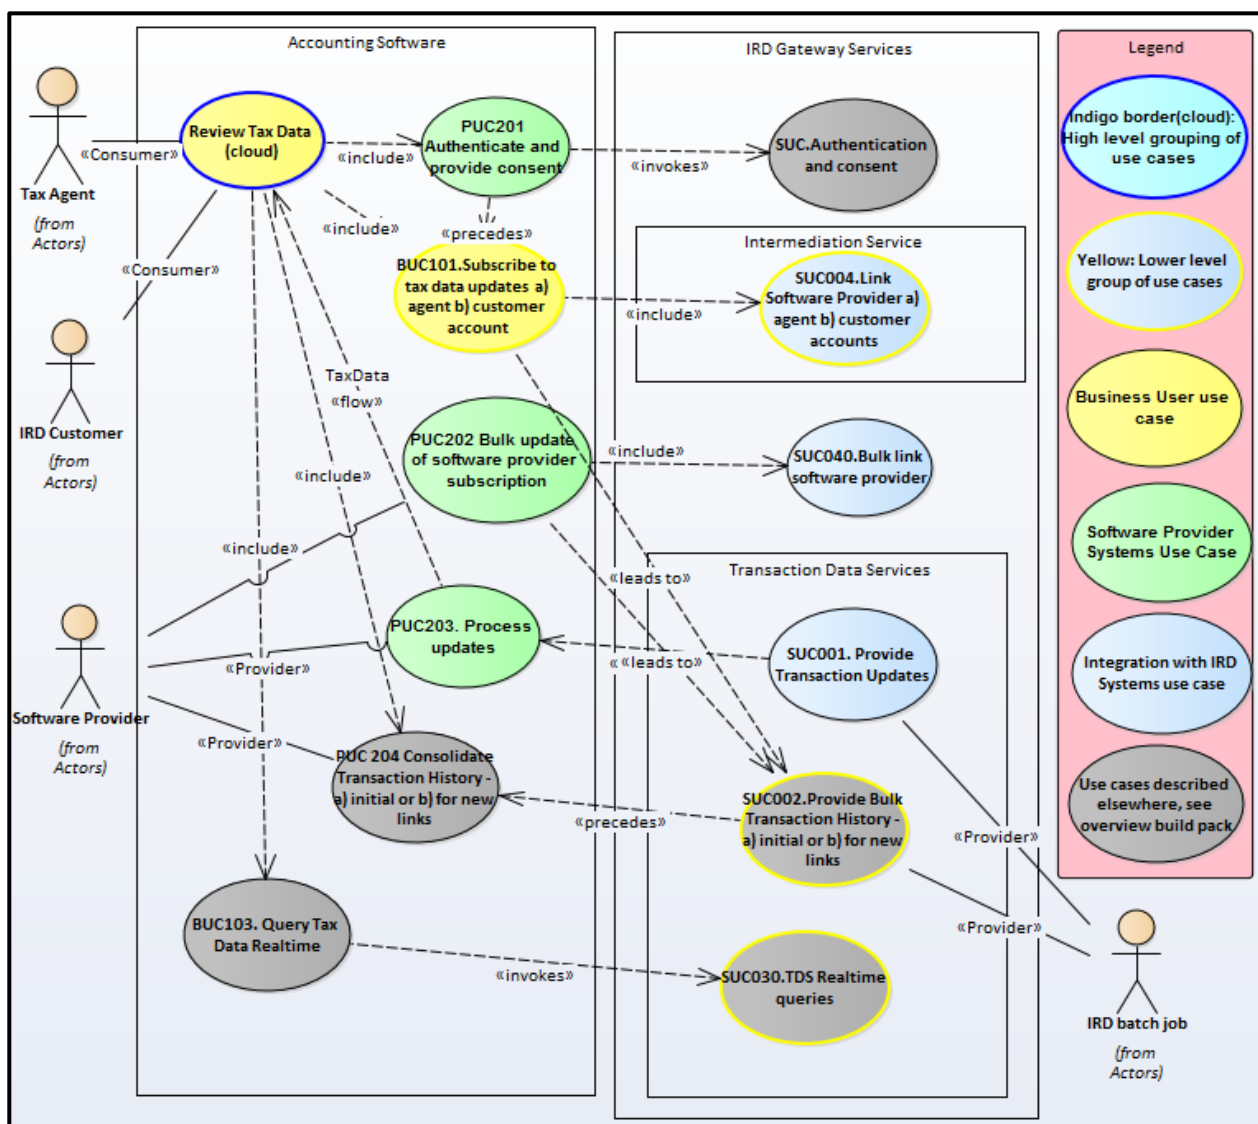 Accounting Software
IRD Gateway Services
Legend
Tax Agent
(from
Actors)
«Consumer»
Review Tax Data
(cloud)
«include»
PUC201
Authenticate and
provide consent
«invokes»
SUC.Authentication
and consent
Indigo border(cloud):
High level grouping of
use cases
«include»
«precedes»
«Consumer»
BUC101.Subscribe to
tax data updates a)
agent b) customer
account
«include»
Intermediation Service
SUC004.Link
Software Provider a)
agent b) customer
accounts
Yellow: Lower level
group of use cases
IRD Customer
(from
Actors)
TaxData
«flow»
«include»
PUC202 Bulk update
of software provider
subscription
«include»
SUC040.Bulk link
software provider
Business User use
case
«include»
«leads to»
Software Provider
Systems Use Case
Transaction Data Services
Software Provider
(from
Actors)
«Provider»
PUC203. Process
updates
«leads to»
SUC001. Provide
Transaction Updates
Integration with IRD
Systems use case
«Provider»
PUC 204 Consolidate
Transaction History -
a) initial or b) for new
links
«precedes»
SUC002.Provide Bulk
Transaction History -
a) initial or b) for new
links
«Provider»
Use cases described
elsewhere, see
overview build pack
BUC103. Query Tax
Data Realtime
«invokes»
SUC030.TDS Realtime
queries
«Provider»
IRD batch job
(from
Actors)